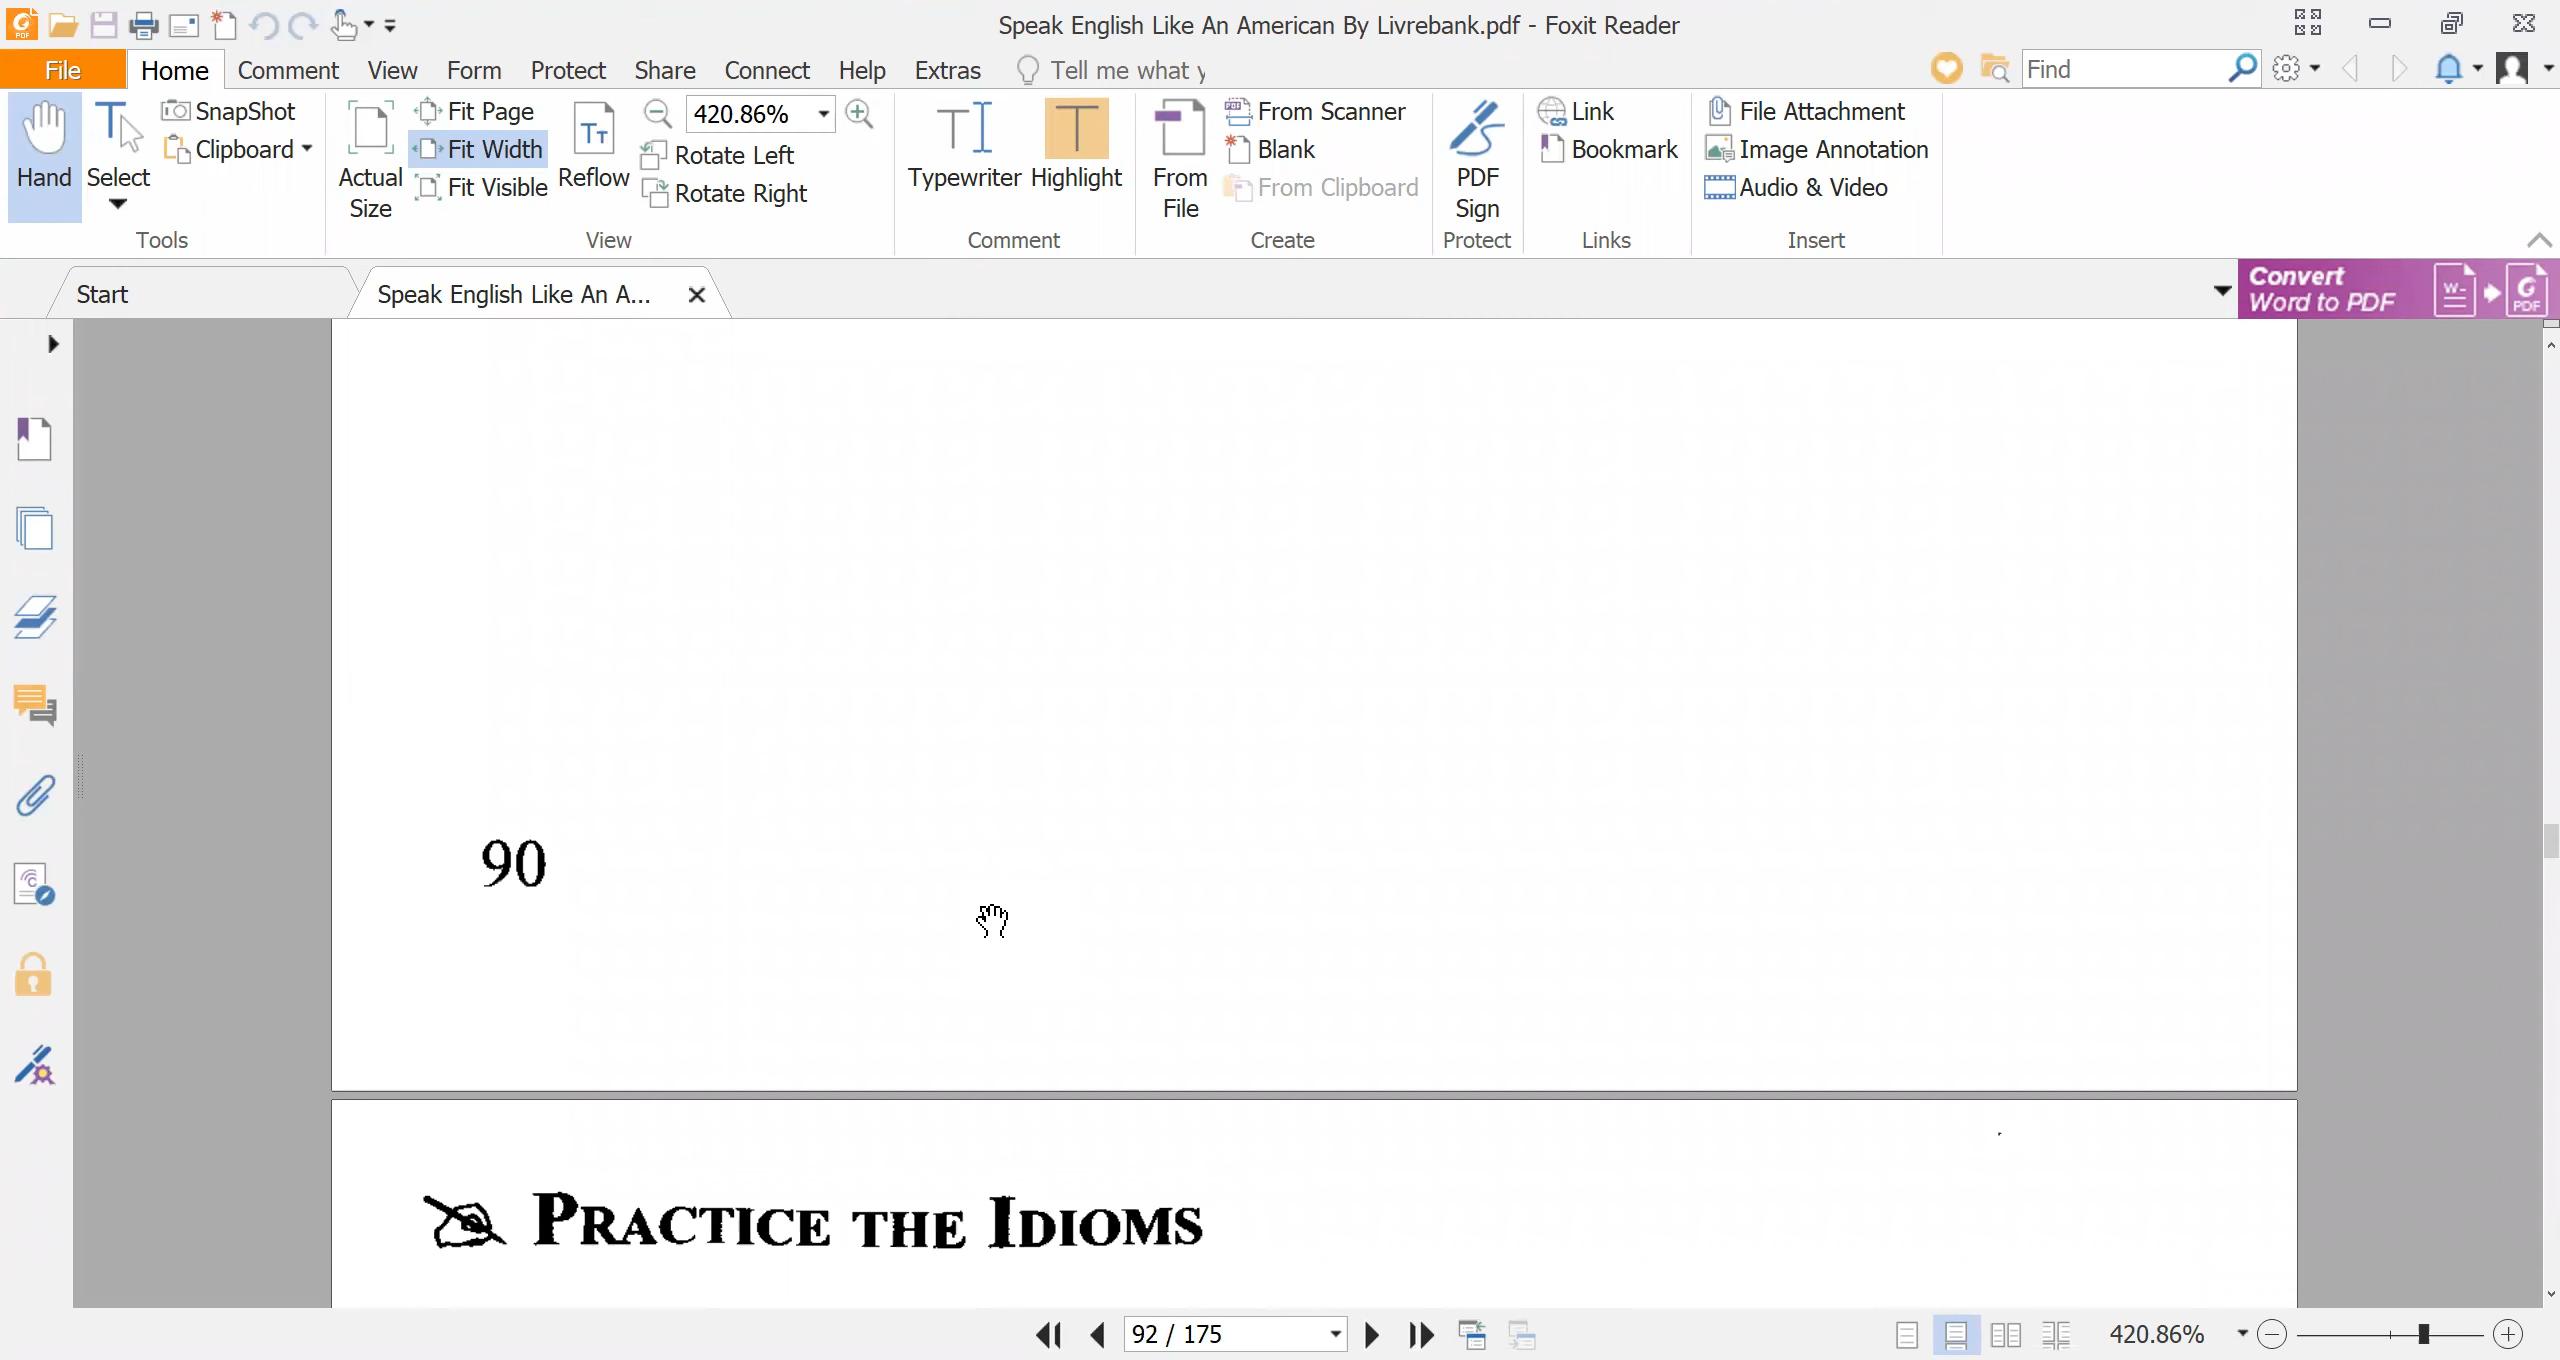 Speak English Like An American By Livrebank.pdf - Foxit Reader
File Home Comment View Form Protect Share Connect Help Extras Tell me what y Find
Hand
Select
SnapShot
Clipboard
Tools
Actual Size
Fit Page
Fit Width
Fit Visible
Reflow
420.86%
Rotate Left
Rotate Right
View
Typewriter
Highlight
Comment
From File
From Scanner
Blank
From Clipboard
Create
PDF Sign
Protect
Link
Bookmark
Links
File Attachment
Image Annotation
Audio & Video
Insert
Start
Speak English Like An A...
Convert
Word to PDF
90
PRACTICE THE IDIOMS
92 / 175
420.86%